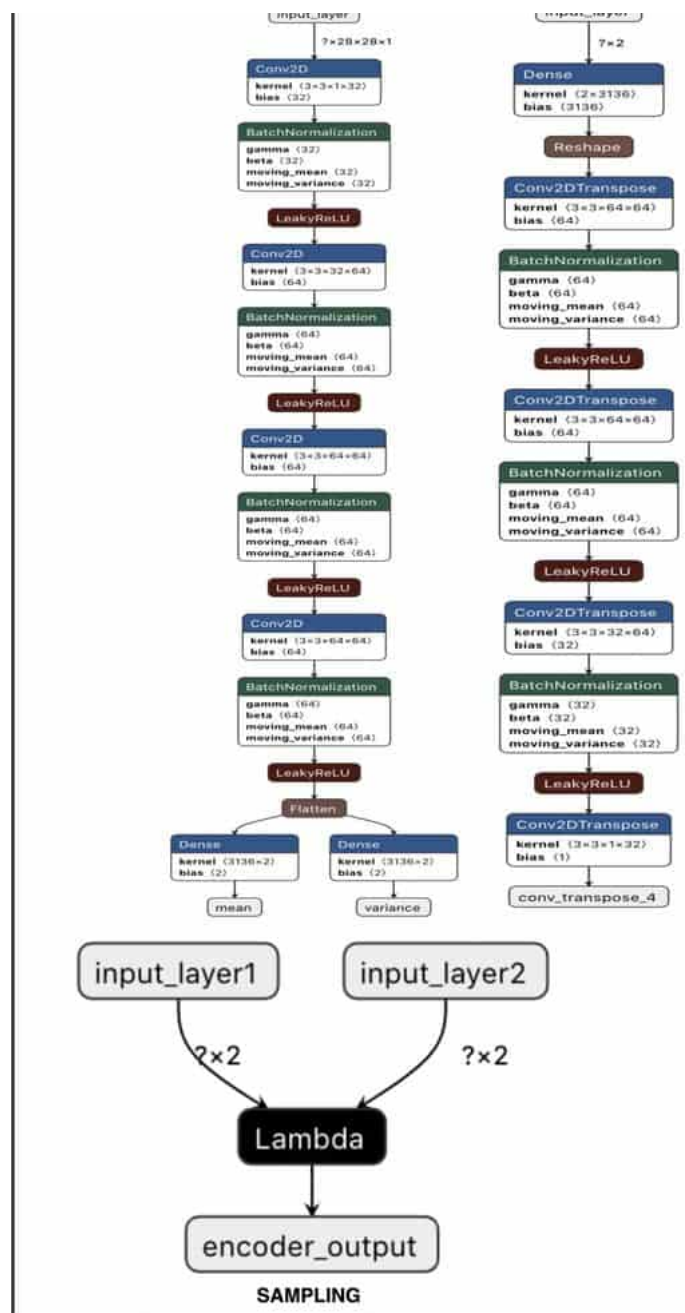 input_layer
?×28×28×1
Conv2D
kernel ⟨3×3×1×32⟩
bias ⟨32⟩
BatchNormalization
gamma ⟨32⟩
beta ⟨32⟩
moving_mean ⟨32⟩
moving_variance ⟨32⟩
LeakyReLU
Conv2D
kernel ⟨3×3×32×64⟩
bias ⟨64⟩
BatchNormalization
gamma ⟨64⟩
beta ⟨64⟩
moving_mean ⟨64⟩
moving_variance ⟨64⟩
LeakyReLU
Conv2D
kernel ⟨3×3×64×64⟩
bias ⟨64⟩
BatchNormalization
gamma ⟨64⟩
beta ⟨64⟩
moving_mean ⟨64⟩
moving_variance ⟨64⟩
LeakyReLU
Conv2D
kernel ⟨3×3×64×64⟩
bias ⟨64⟩
BatchNormalization
gamma ⟨64⟩
beta ⟨64⟩
moving_mean ⟨64⟩
moving_variance ⟨64⟩
LeakyReLU
Flatten
Dense
kernel ⟨3136×2⟩
bias ⟨2⟩
mean
Dense
kernel ⟨3136×2⟩
bias ⟨2⟩
variance
input_layer
?×2
Dense
kernel ⟨2×3136⟩
bias ⟨3136⟩
Reshape
Conv2DTranspose
kernel ⟨3×3×64×64⟩
bias ⟨64⟩
BatchNormalization
gamma ⟨64⟩
beta ⟨64⟩
moving_mean ⟨64⟩
moving_variance ⟨64⟩
LeakyReLU
Conv2DTranspose
kernel ⟨3×3×64×64⟩
bias ⟨64⟩
BatchNormalization
gamma ⟨64⟩
beta ⟨64⟩
moving_mean ⟨64⟩
moving_variance ⟨64⟩
LeakyReLU
Conv2DTranspose
kernel ⟨3×3×32×64⟩
bias ⟨32⟩
BatchNormalization
gamma ⟨32⟩
beta ⟨32⟩
moving_mean ⟨32⟩
moving_variance ⟨32⟩
LeakyReLU
Conv2DTranspose
kernel ⟨3×3×1×32⟩
bias ⟨1⟩
conv_transpose_4
input_layer1
input_layer2
?×2
?×2
Lambda
encoder_output
SAMPLING